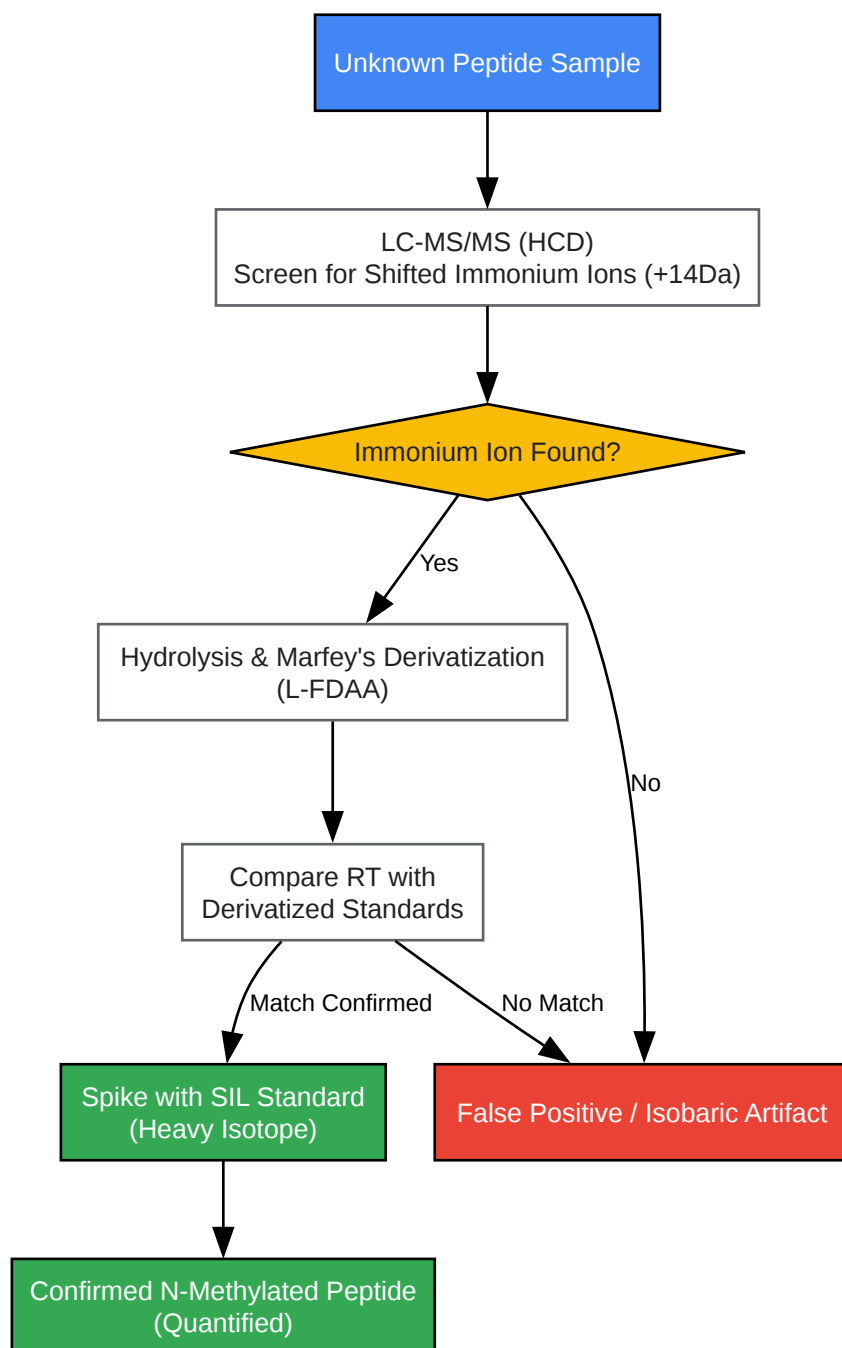 Unknown Peptide Sample
LC-MS/MS (HCD)
Screen for Shifted Immonium Ions (+14Da)
Immonium Ion Found?
Yes
Hydrolysis & Marfey's Derivatization
(L-FDAA)
No
Compare RT with
Derivatized Standards
Match Confirmed
No Match
Spike with SIL Standard
(Heavy Isotope)
False Positive / Isobaric Artifact
Confirmed N-Methylated Peptide
(Quantified)